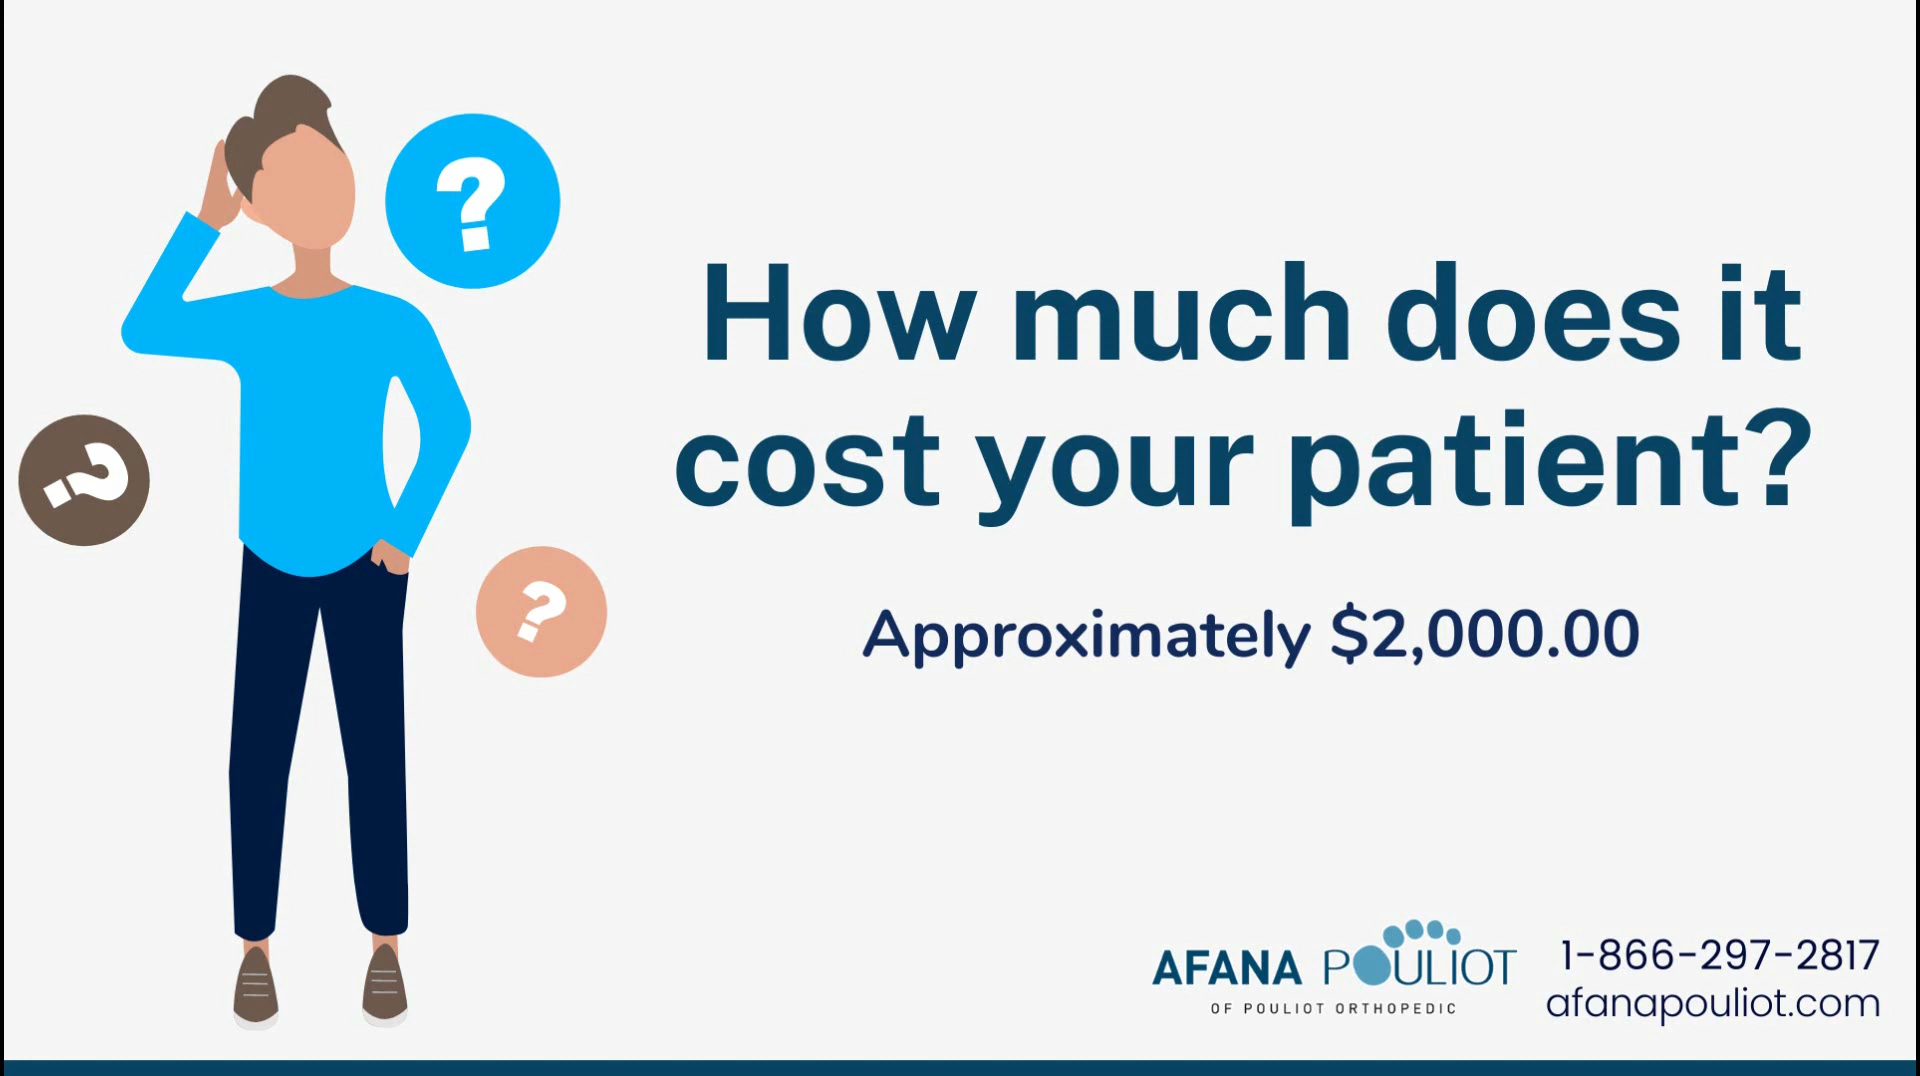 ?
How much does it
?
cost your patient?
?
Approximately $2,000.00
AFANA POULIOT
OF POULIOT ORTHOPEDIC
1-866-297-2817
afanapouliot.com